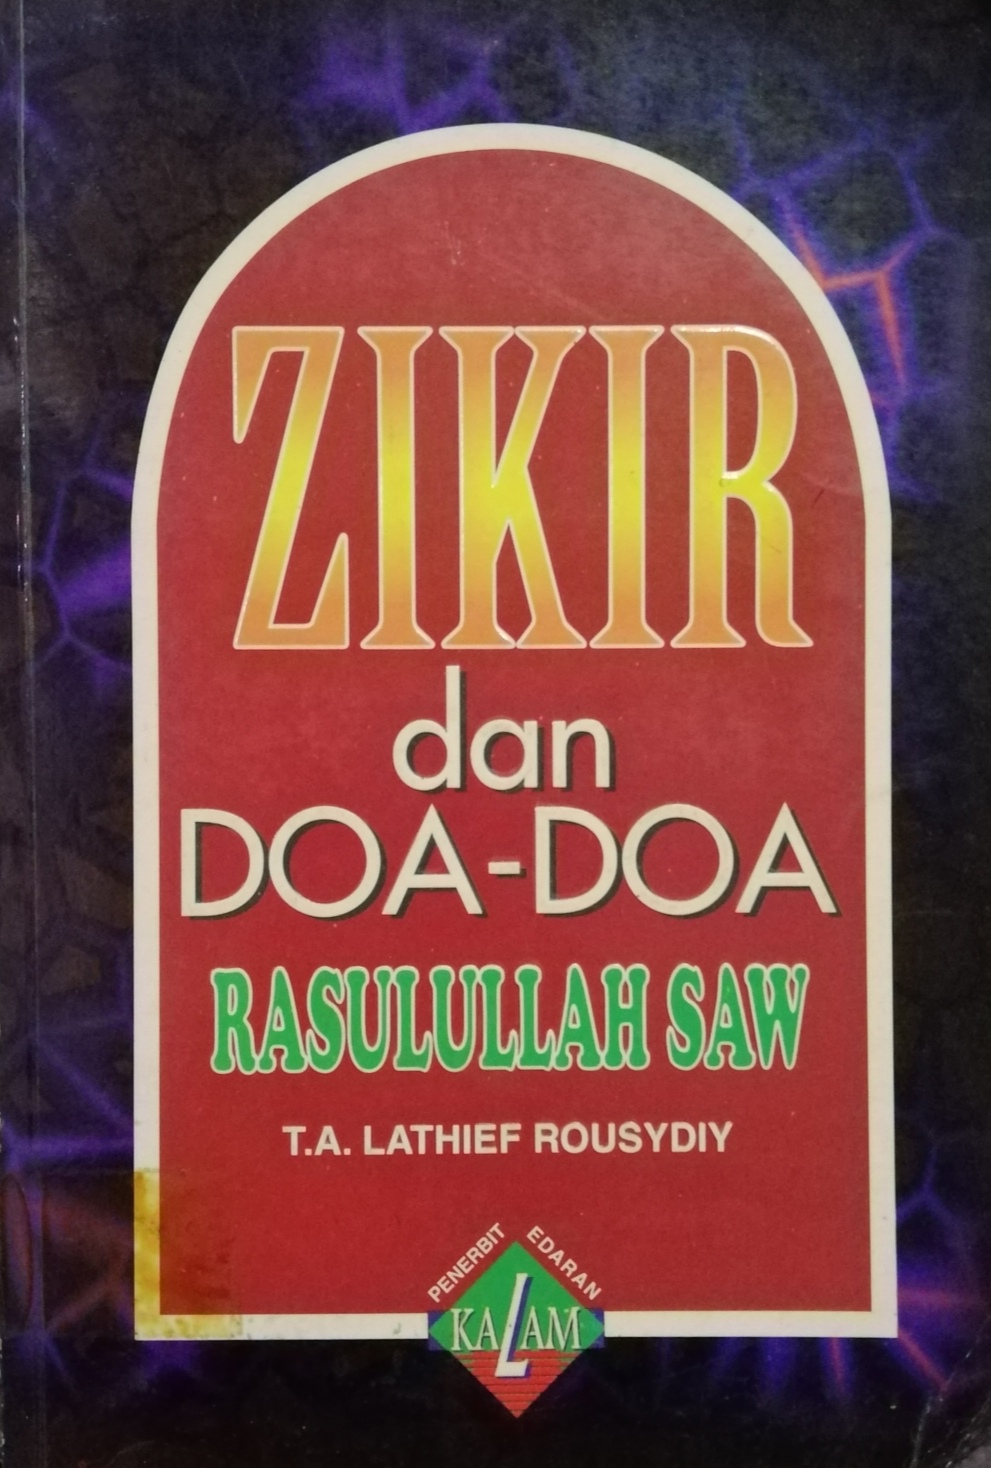 ZIKIR
dan
DOA-DOA
RASULULLAH SAW
T.A. LATHIEF ROUSYDIY
PENERBIT EDARAN
KALAM